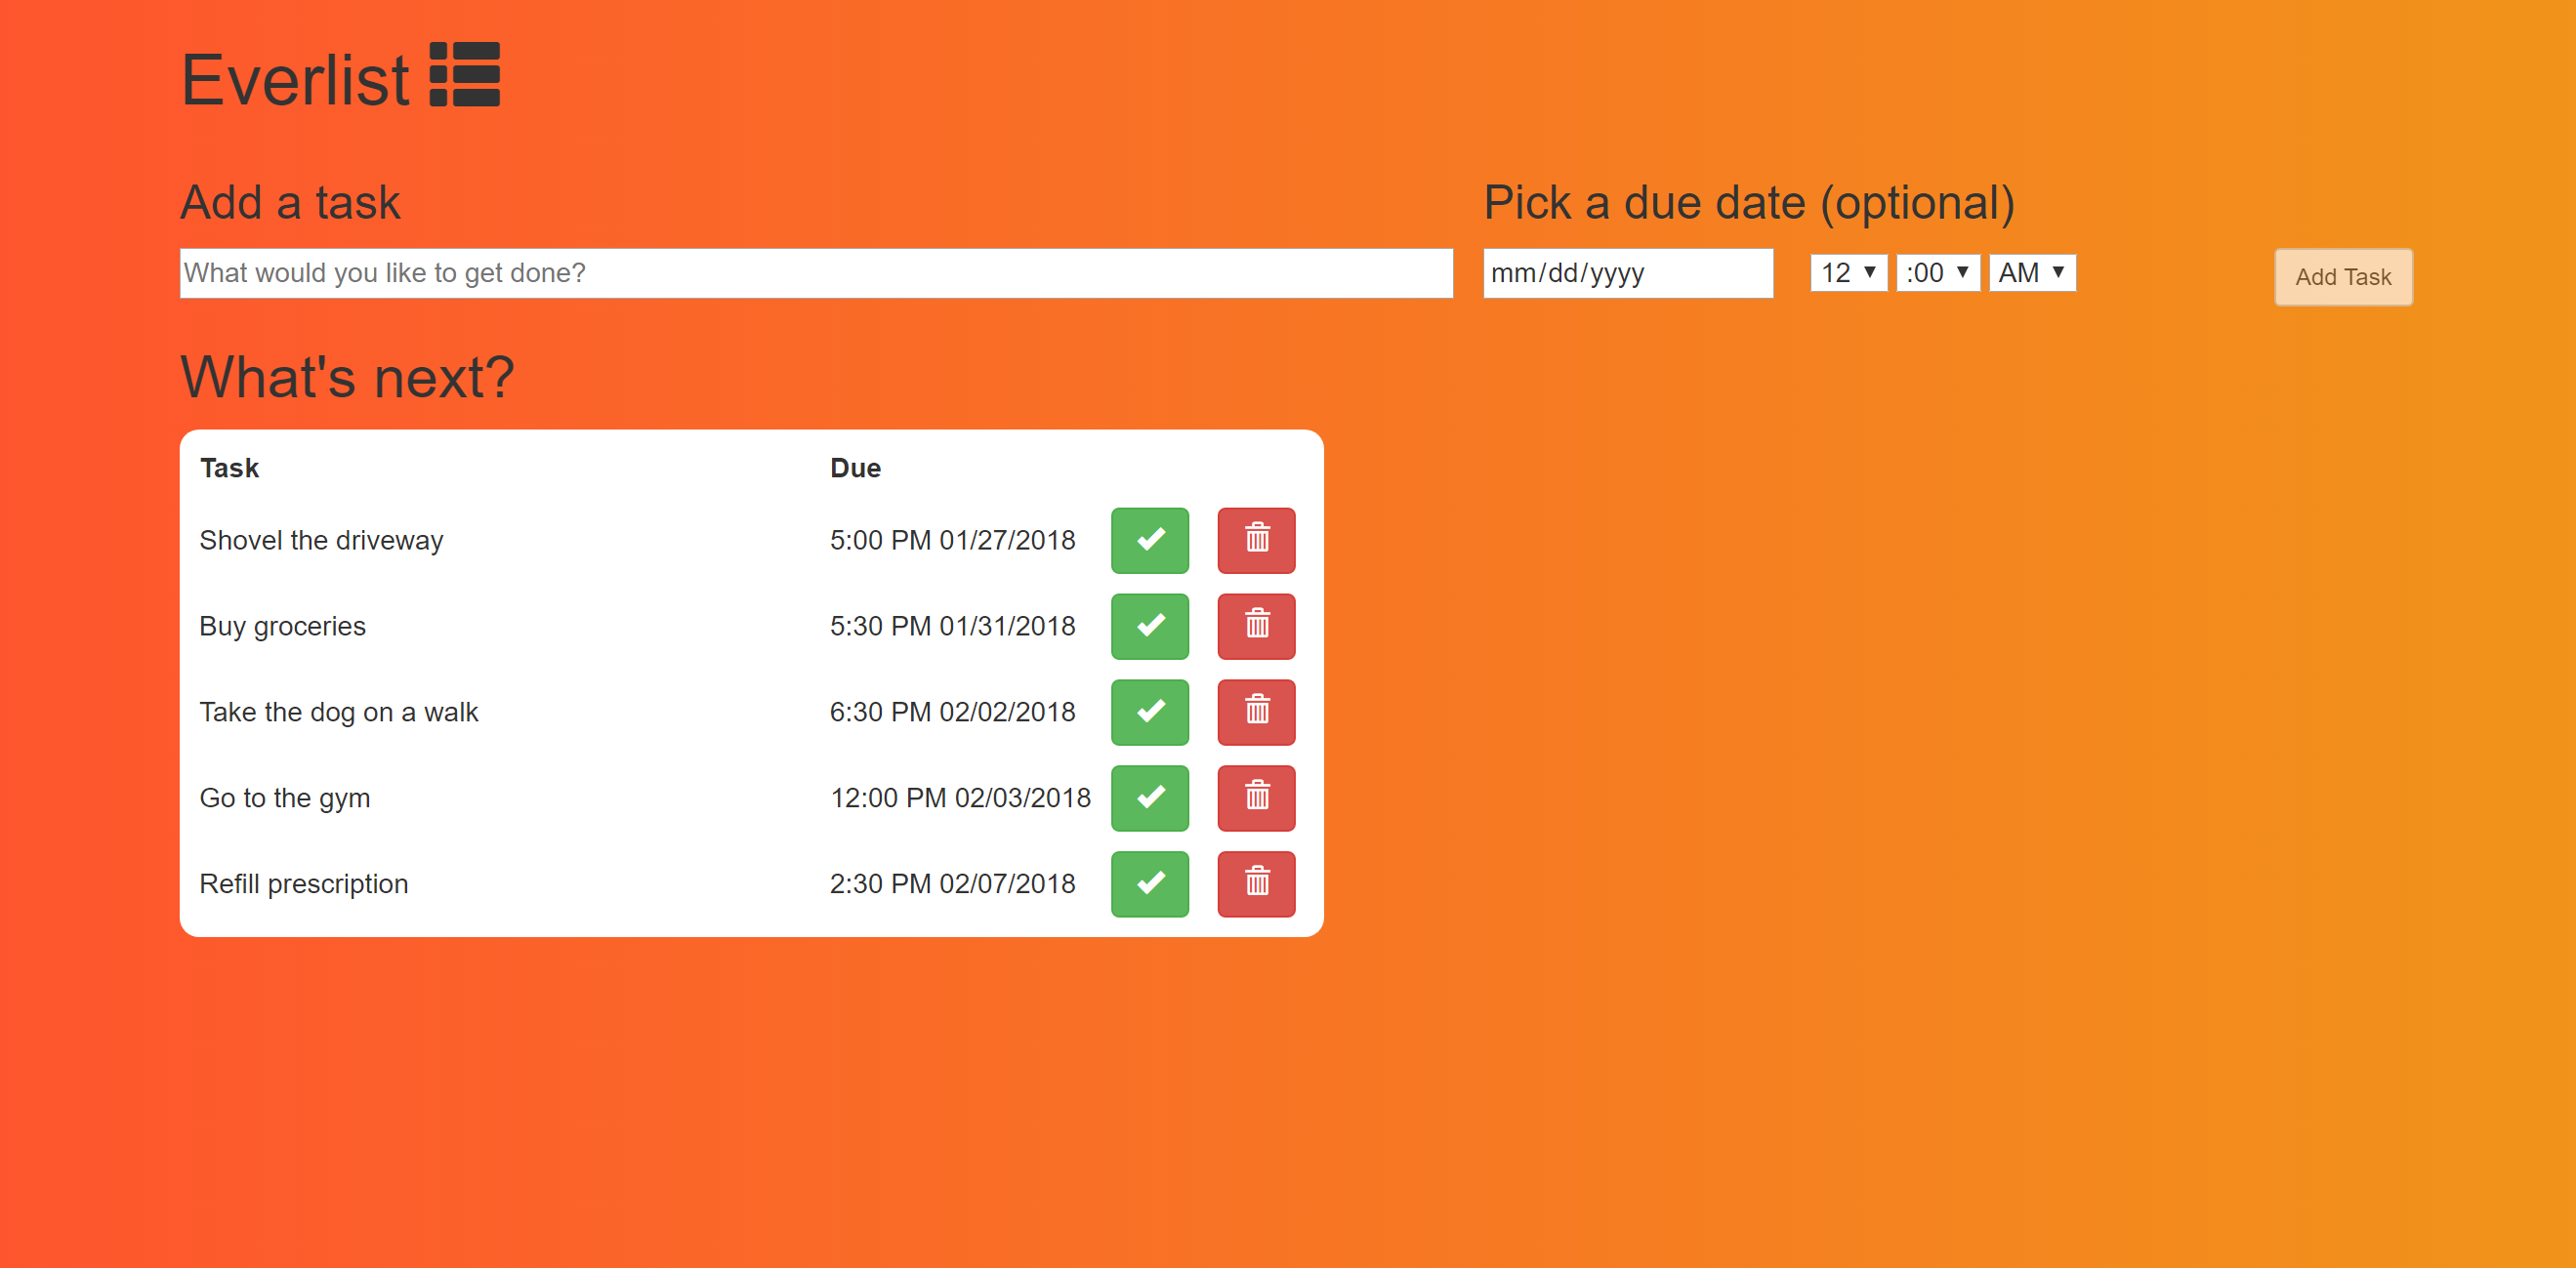 Everlist
Add a task
Pick a due date (optional)
What would you like to get done?
mm/dd/yyyy 12 :00 AM Add Task
What's next?
Task Due
Shovel the driveway 5:00 PM 01/27/2018
Buy groceries 5:30 PM 01/31/2018
Take the dog on a walk 6:30 PM 02/02/2018
Go to the gym 12:00 PM 02/03/2018
Refill prescription 2:30 PM 02/07/2018